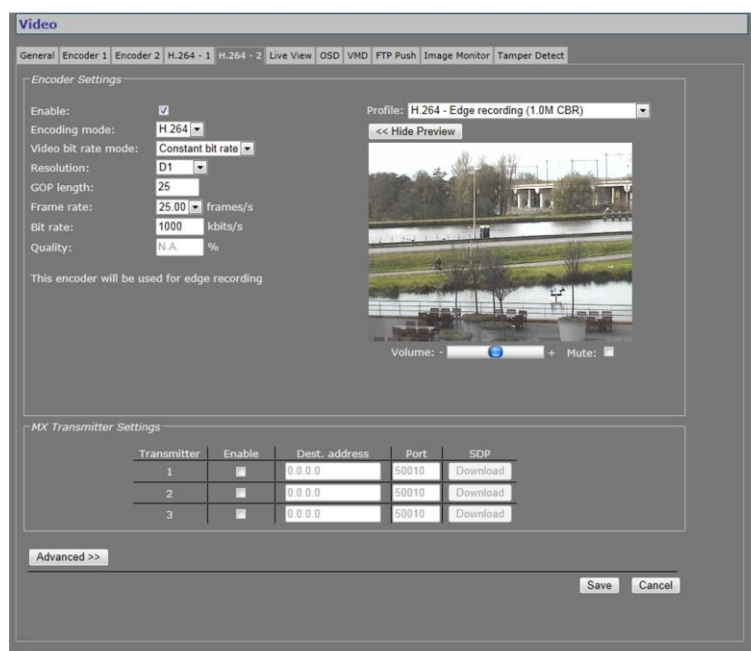 Video
General Encoder 1 Encoder 2 H.264 - 1 H.264 - 2 Live View OSD VMD FTP Push Image Monitor Tamper Detect
Encoder Settings
Enable:
Profile: H.264 - Edge recording (1.0M CBR)
Encoding mode: H.264
<< Hide Preview
Video bit rate mode: Constant bit rate
Resolution: D1
GOP length: 25
Frame rate: 25.00 frames/s
Bit rate: 1000 kbits/s
Quality: N.A. %
This encoder will be used for edge recording
Volume: - + Mute:
MX Transmitter Settings
Transmitter Enable Dest. address Port SDP
1 0.0.0.0 50010 Download
2 0.0.0.0 50010 Download
3 0.0.0.0 50010 Download
Advanced >>
Save Cancel